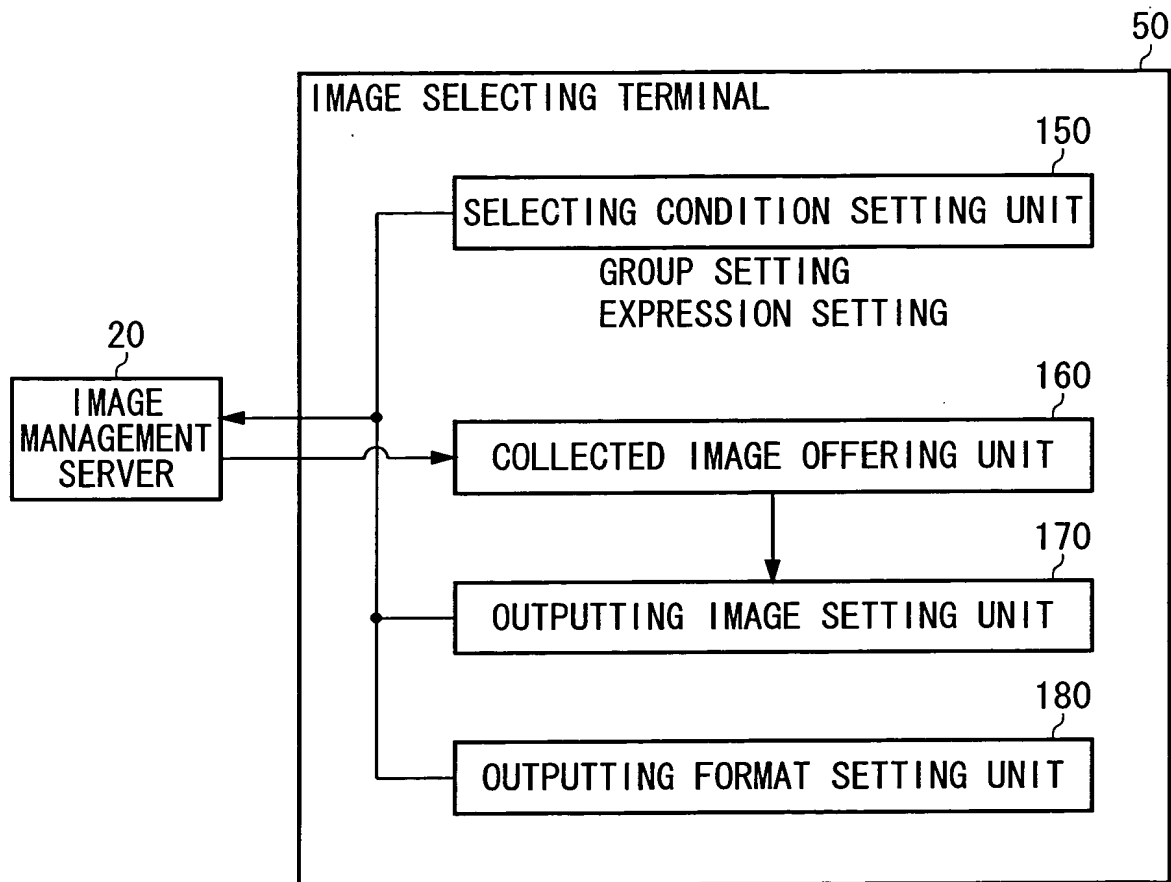 50
IMAGE SELECTING TERMINAL
150
SELECTING CONDITION SETTING UNIT
GROUP SETTING
EXPRESSION SETTING
20
IMAGE
MANAGEMENT
SERVER
160
COLLECTED IMAGE OFFERING UNIT
170
OUTPUTTING IMAGE SETTING UNIT
180
OUTPUTTING FORMAT SETTING UNIT